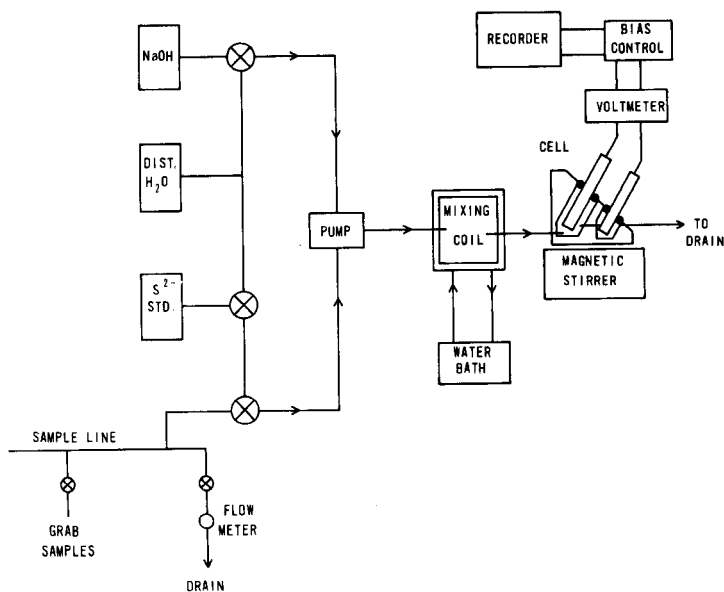 NaOH
DIST.
H₂O
S²⁻
STD.
PUMP
MIXING
COIL
WATER
BATH
RECORDER
BIAS
CONTROL
VOLTMETER
CELL
TO
DRAIN
MAGNETIC
STIRRER
SAMPLE LINE
GRAB
SAMPLES
FLOW
METER
DRAIN